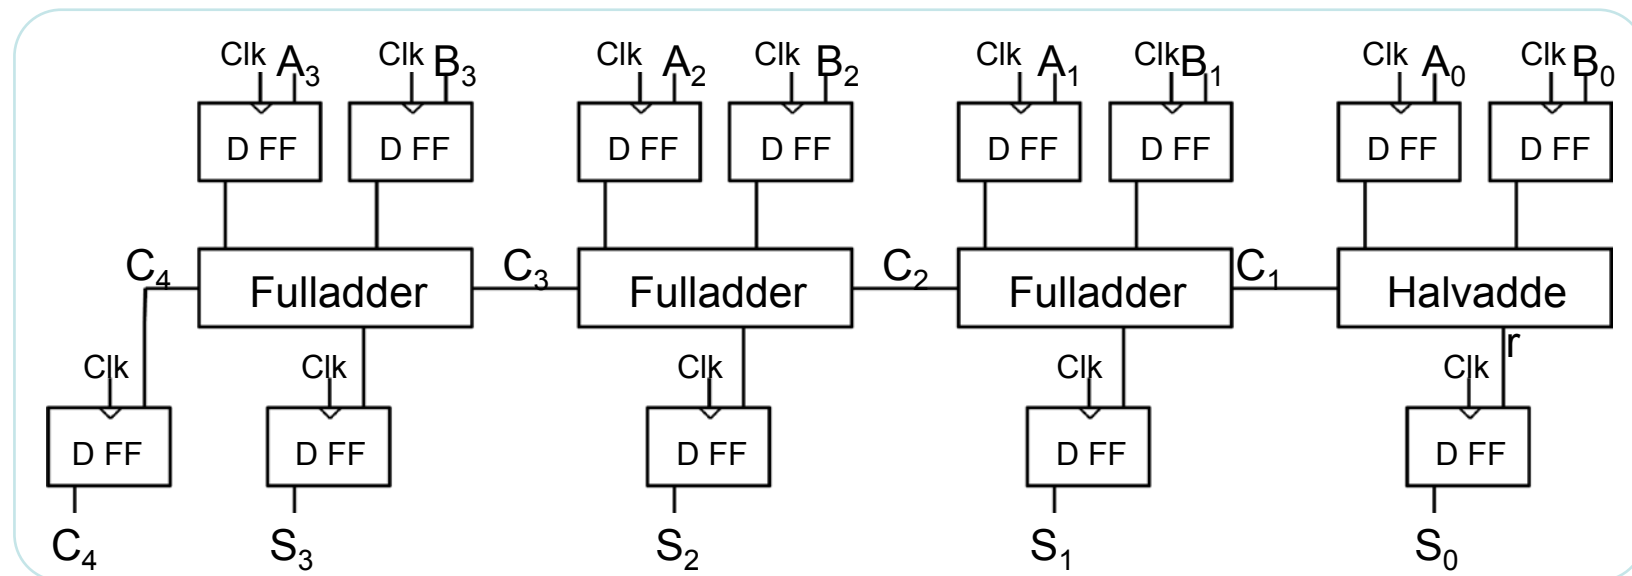 Clk A3 Clk B3 Clk A2 Clk B2 Clk A1 Clk B1 Clk A0 Clk B0
D FF D FF D FF D FF D FF D FF D FF D FF
C4 Fulladder C3 Fulladder C2 Fulladder C1 Halvadde
r
Clk Clk Clk Clk Clk
D FF D FF D FF D FF D FF
C4 S3 S2 S1 S0